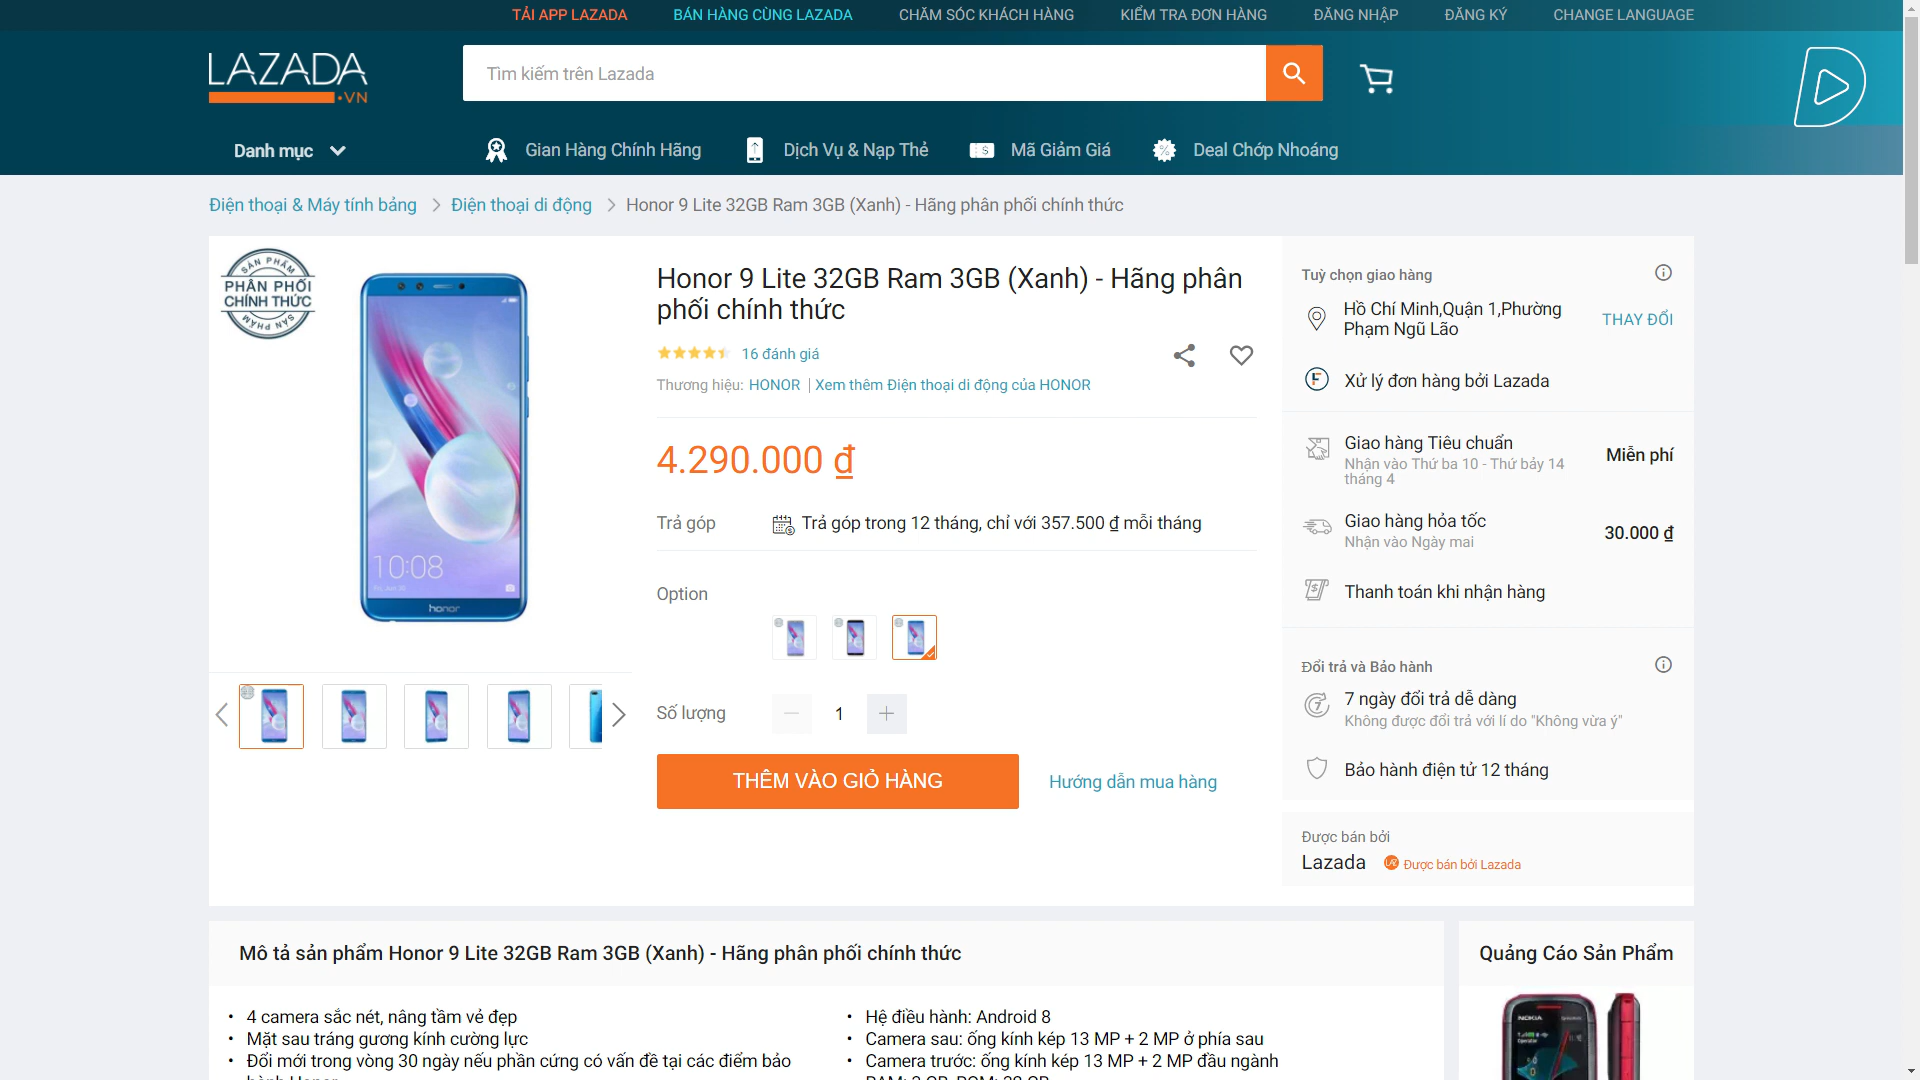 TẢI APP LAZADA
BÁN HÀNG CÙNG LAZADA
CHĂM SÓC KHÁCH HÀNG
KIỂM TRA ĐƠN HÀNG
ĐĂNG NHẬP
ĐĂNG KÝ
CHANGE LANGUAGE
LAZADA
.VN
Tìm kiếm trên Lazada
Danh mục
Gian Hàng Chính Hãng
Dịch Vụ & Nạp Thẻ
Mã Giảm Giá
Deal Chớp Nhoáng
Điện thoại & Máy tính bảng
Điện thoại di động
Honor 9 Lite 32GB Ram 3GB (Xanh) - Hãng phân phối chính thức
SẢN PHẨM
PHÂN PHỐI
CHÍNH THỨC
SẢN PHẨM
10:08
honor
Honor 9 Lite 32GB Ram 3GB (Xanh) - Hãng phân
phối chính thức
16 đánh giá
Thương hiệu: HONOR | Xem thêm Điện thoại di động của HONOR
4.290.000 ₫
Trả góp
Trả góp trong 12 tháng, chỉ với 357.500 ₫ mỗi tháng
Option
Số lượng
1
THÊM VÀO GIỎ HÀNG
Hướng dẫn mua hàng
Tuỳ chọn giao hàng
Hồ Chí Minh,Quận 1,Phường
Phạm Ngũ Lão
THAY ĐỔI
Xử lý đơn hàng bởi Lazada
Giao hàng Tiêu chuẩn
Nhận vào Thứ ba 10 - Thứ bảy 14
tháng 4
Miễn phí
Giao hàng hỏa tốc
Nhận vào Ngày mai
30.000 ₫
Thanh toán khi nhận hàng
Đổi trả và Bảo hành
7 ngày đổi trả dễ dàng
Không được đổi trả với lí do "Không vừa ý"
Bảo hành điện tử 12 tháng
Được bán bởi
Lazada
Được bán bởi Lazada
Mô tả sản phẩm Honor 9 Lite 32GB Ram 3GB (Xanh) - Hãng phân phối chính thức
• 4 camera sắc nét, nâng tầm vẻ đẹp
• Mặt sau tráng gương kính cường lực
• Đổi mới trong vòng 30 ngày nếu phần cứng có vấn đề tại các điểm bảo
hành Honor
• Hệ điều hành: Android 8
• Camera sau: ống kính kép 13 MP + 2 MP ở phía sau
• Camera trước: ống kính kép 13 MP + 2 MP đầu ngành
Quảng Cáo Sản Phẩm
NOKIA